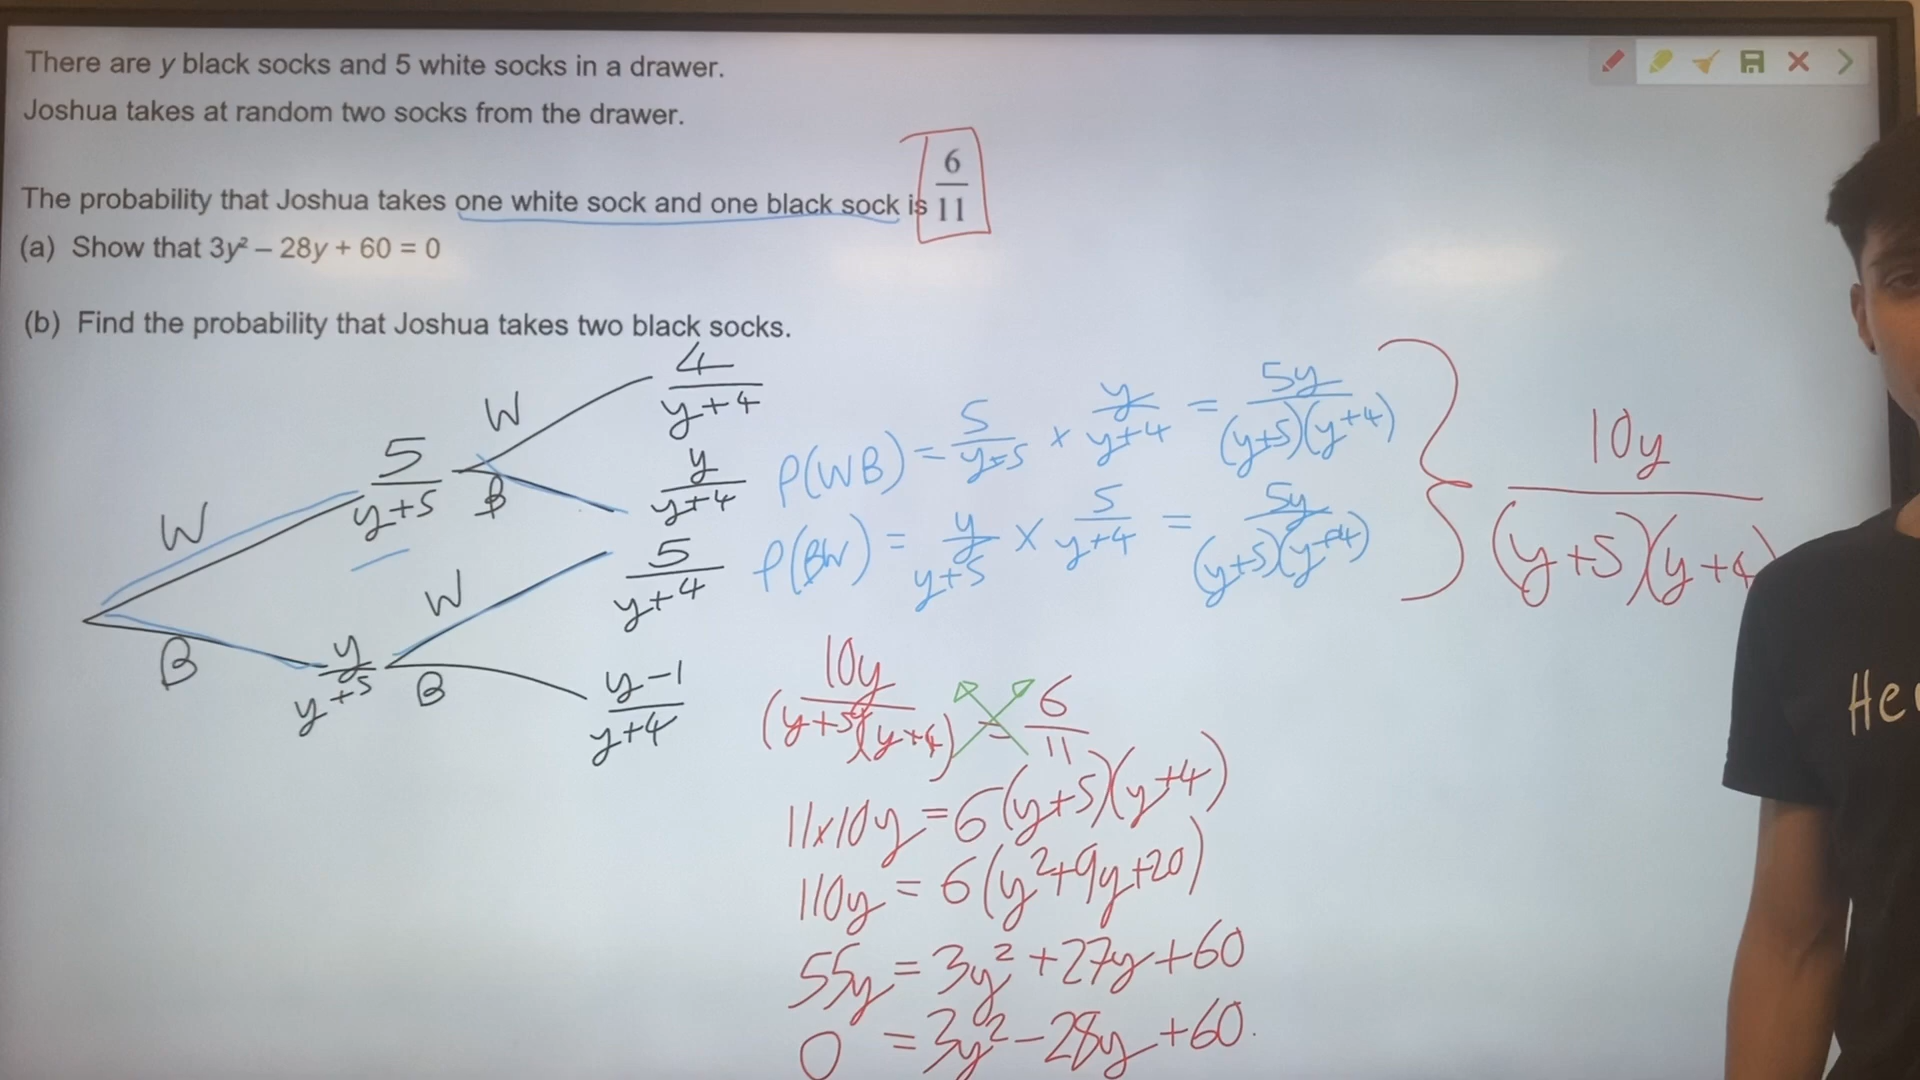 There are y black socks and 5 white socks in a drawer.
Joshua takes at random two socks from the drawer.
The probability that Joshua takes one white sock and one black sock is 6/11
(a) Show that 3y² – 28y + 60 = 0
(b) Find the probability that Joshua takes two black socks.
W 5/(y+5)
W 4/(y+4)
B y/(y+4)
B y/(y+5)
W 5/(y+4)
B (y-1)/(y+4)
P(WB) = 5/(y+5) × y/(y+4) = 5y/((y+5)(y+4))
P(BW) = y/(y+5) × 5/(y+4) = 5y/((y+5)(y+4))
10y/((y+5)(y+4)
10y/((y+5)(y+4)) = 6/11
11×10y = 6(y+5)(y+4)
110y = 6(y²+9y+20)
55y = 3y²+27y+60
0 = 3y²-28y+60.
He